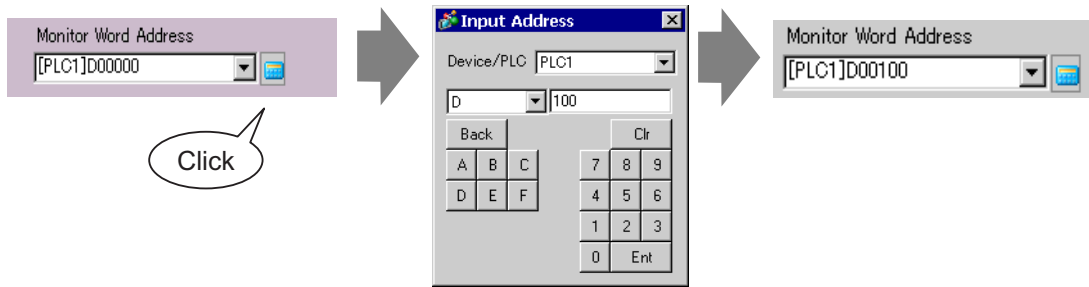 Monitor Word Address
[PLC1]D00000
Click
Input Address
Device/PLC PLC1
D 100
Back Clr
A B C 7 8 9
D E F 4 5 6
1 2 3
0 Ent
Monitor Word Address
[PLC1]D00100